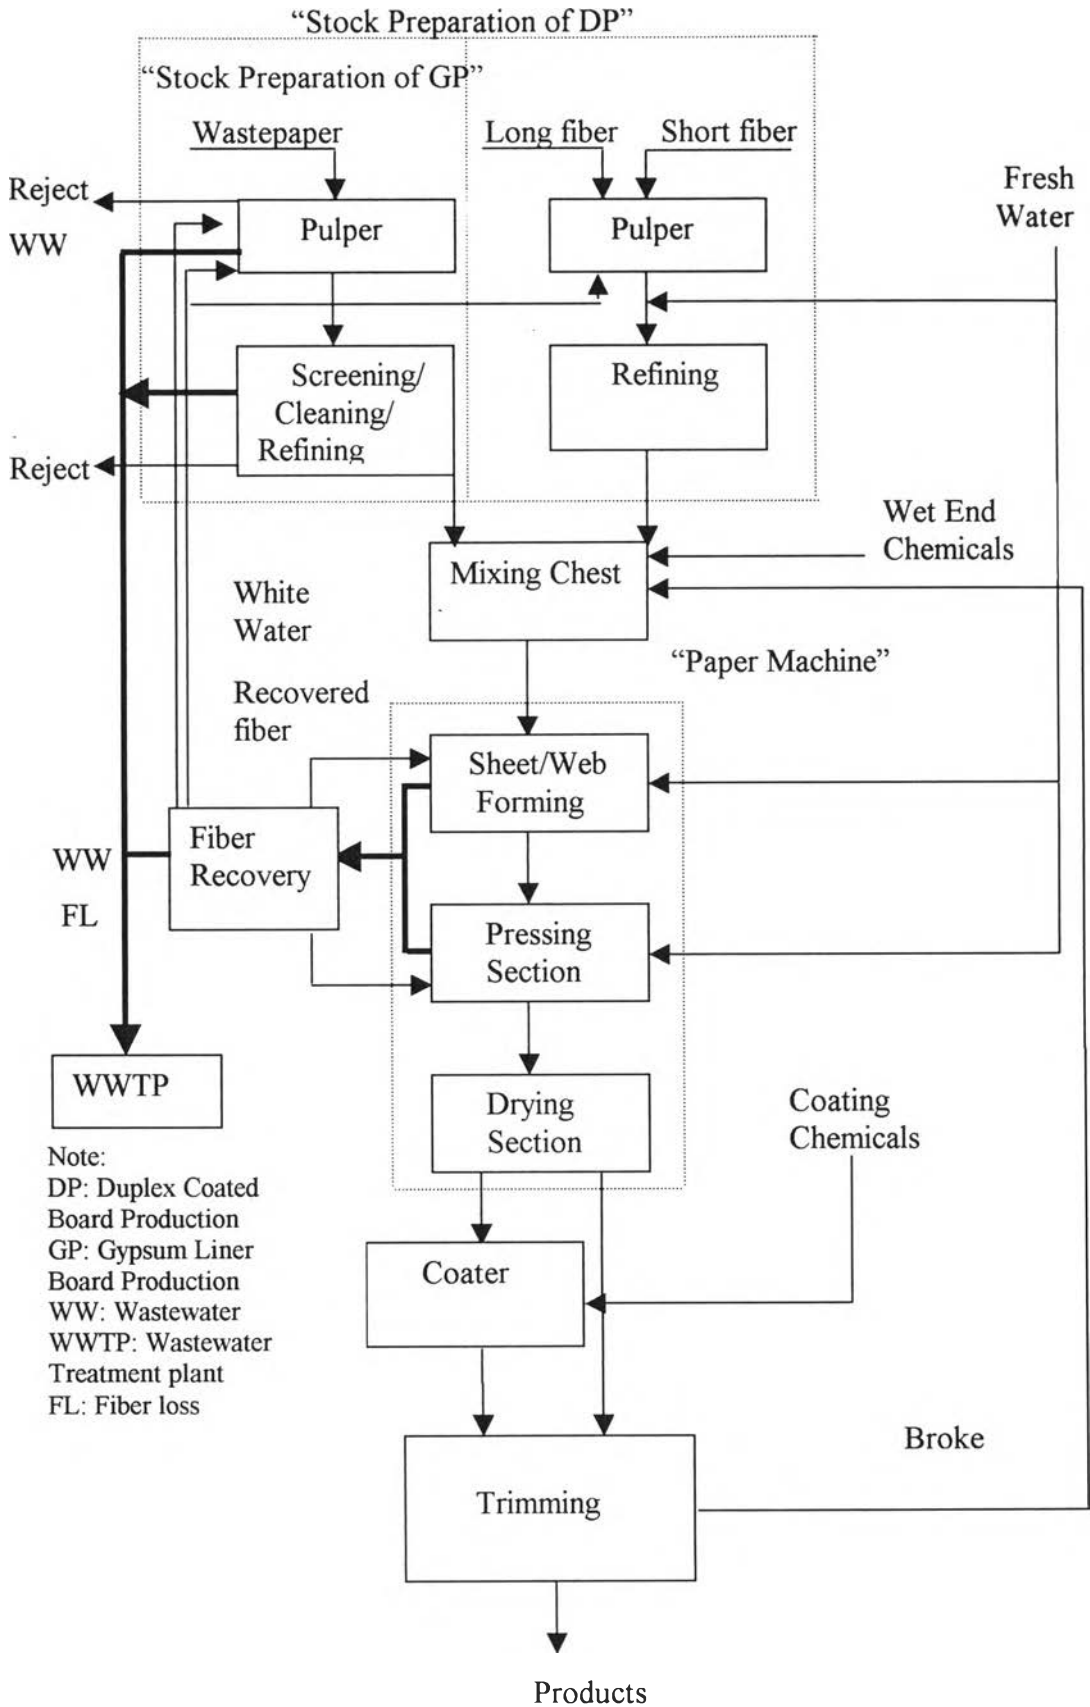 “Stock Preparation of DP”
“Stock Preparation of GP”
Wastepaper
Long fiber
Short fiber
Reject
WW
Fresh
Water
Pulper
Pulper
Screening/
Cleaning/
Refining
Refining
Reject
Wet End
Chemicals
Mixing Chest
White
Water
“Paper Machine”
Recovered
fiber
Sheet/Web
Forming
Fiber
Recovery
WW
FL
Pressing
Section
WWTP
Drying
Section
Coating
Chemicals
Note:
DP: Duplex Coated
Board Production
GP: Gypsum Liner
Board Production
WW: Wastewater
WWTP: Wastewater
Treatment plant
FL: Fiber loss
Coater
Broke
Trimming
Products